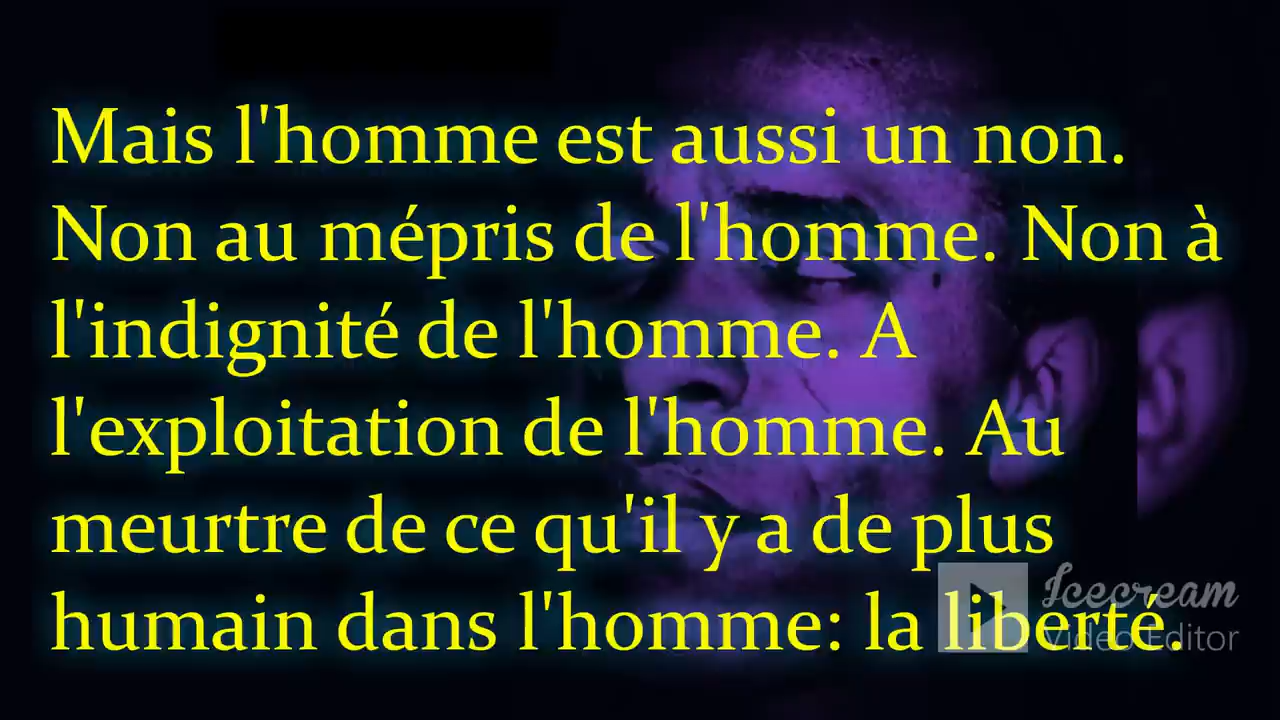 Mais l'homme est aussi un non.
Non au mépris de l'homme. Non à
l'indignité de l'homme. A
l'exploitation de l'homme. Au
meurtre de ce qu'il y a de plus
humain dans l'homme: la liberté.
Icecream
Video Editor